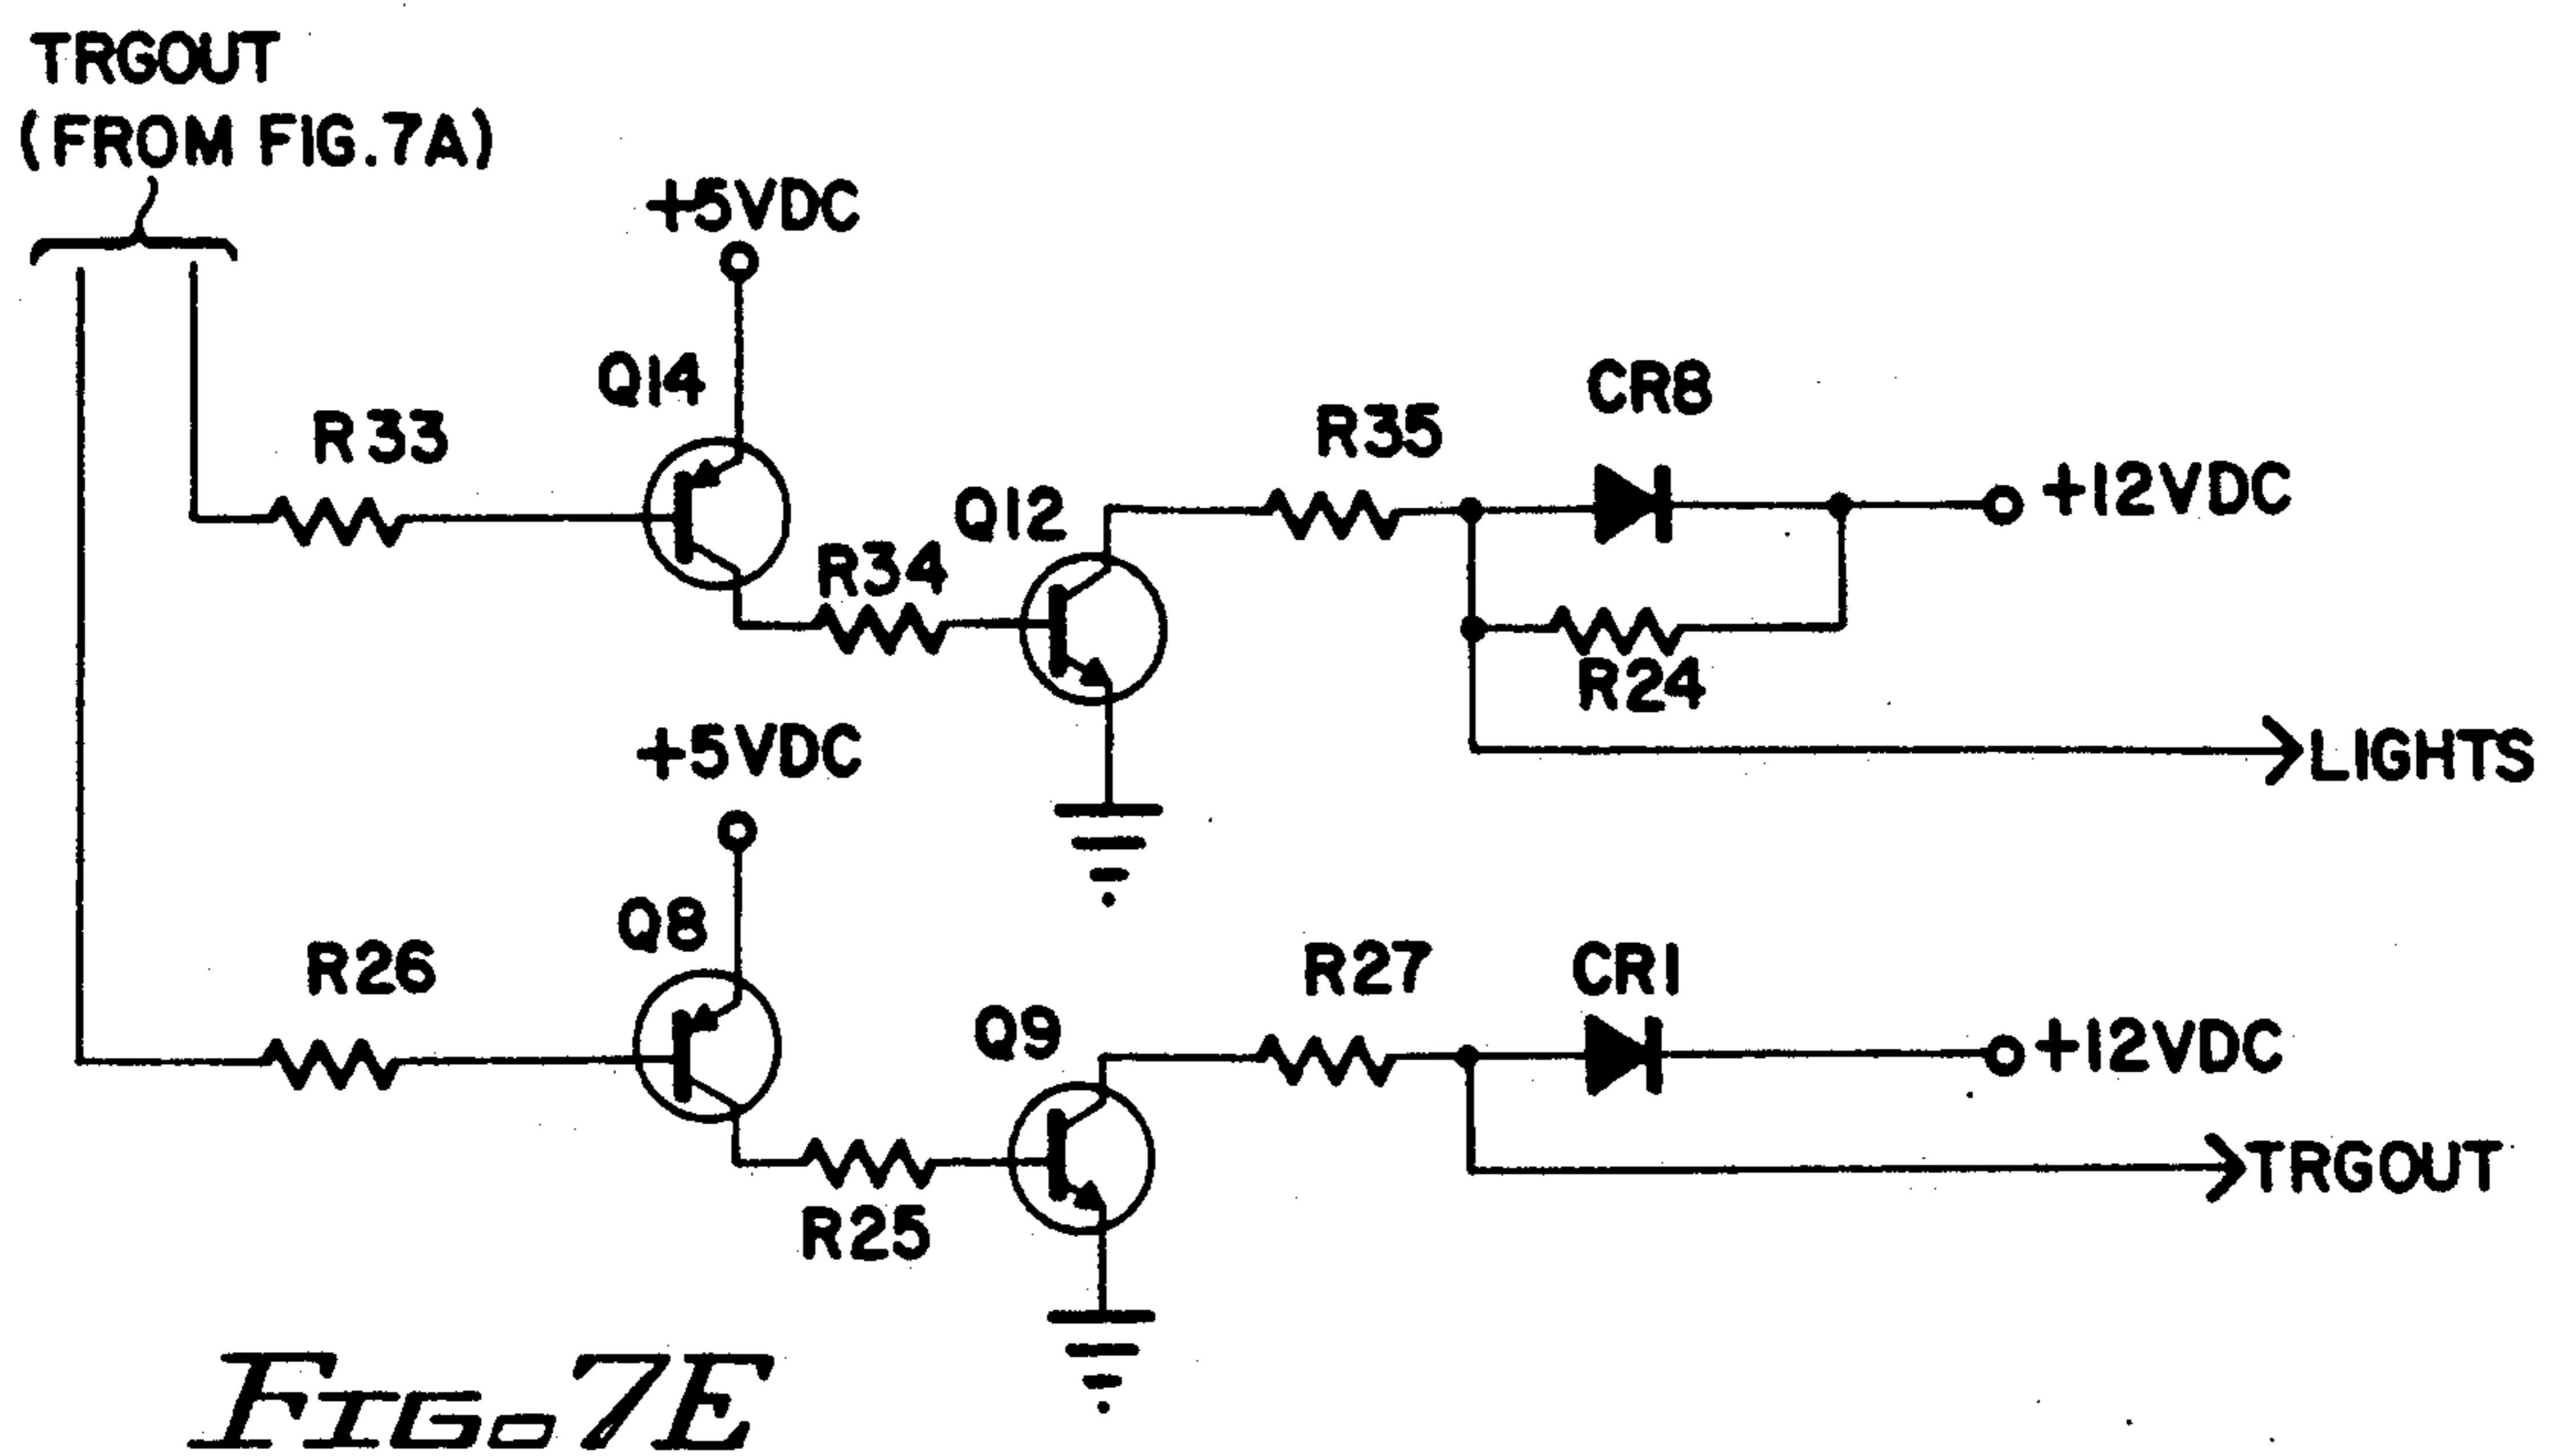 TRGOUT
(FROM FIG.7A)
+5VDC
Q14
R33
CR8
R35
+12VDC
Q12
R34
R24
LIGHTS
+5VDC
Q8
R26
R27
CR1
Q9
+12VDC
TRGOUT
R25
FIG. 7E